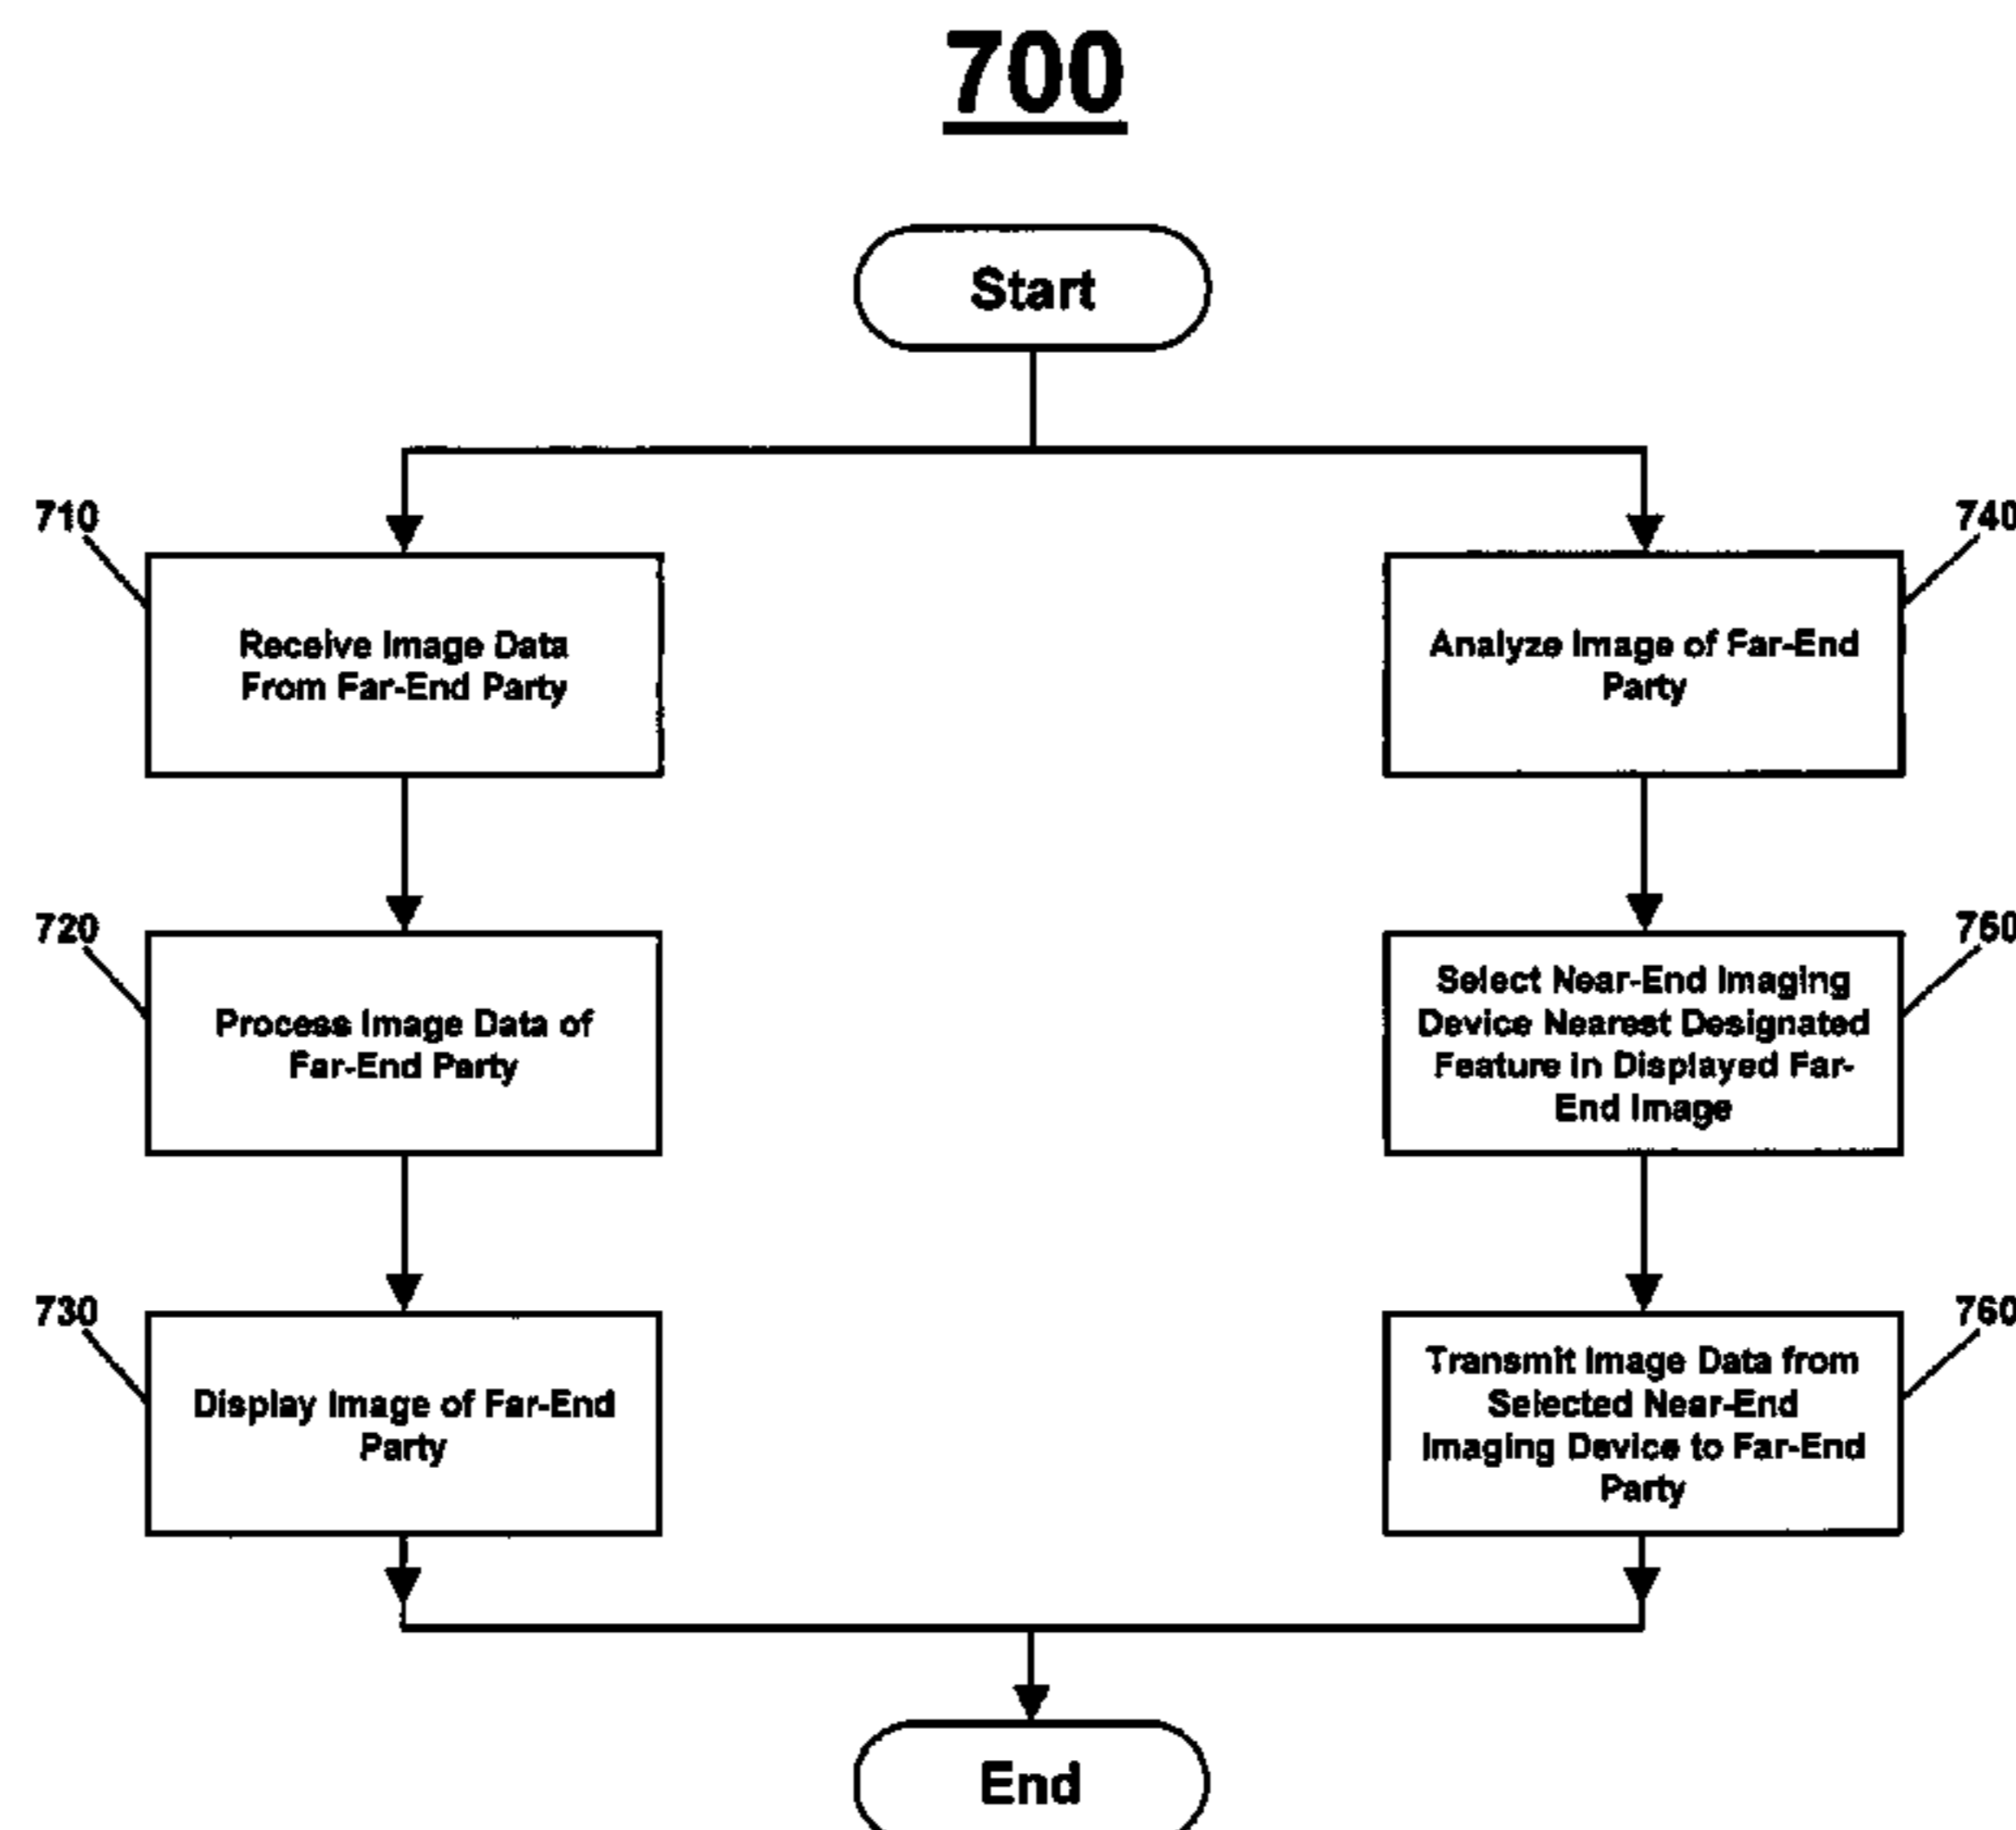 700
Start
710
Receive Image Data
From Far-End Party
720
Process Image Data of
Far-End Party
730
Display Image of Far-End
Party
740
Analyze Image of Far-End
Party
750
Select Near-End Imaging
Device Nearest Designated
Feature in Displayed Far-
End Image
760
Transmit Image Data from
Selected Near-End
Imaging Device to Far-End
Party
End